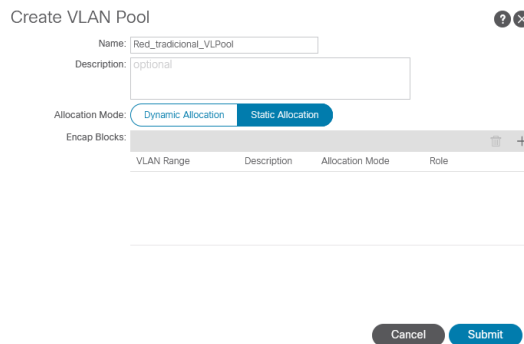 Create VLAN Pool
?
Name: Red_tradicional_VLPool
Description: optional
Allocation Mode: Dynamic Allocation Static Allocation
Encap Blocks:
VLAN Range Description Allocation Mode Role
Cancel Submit